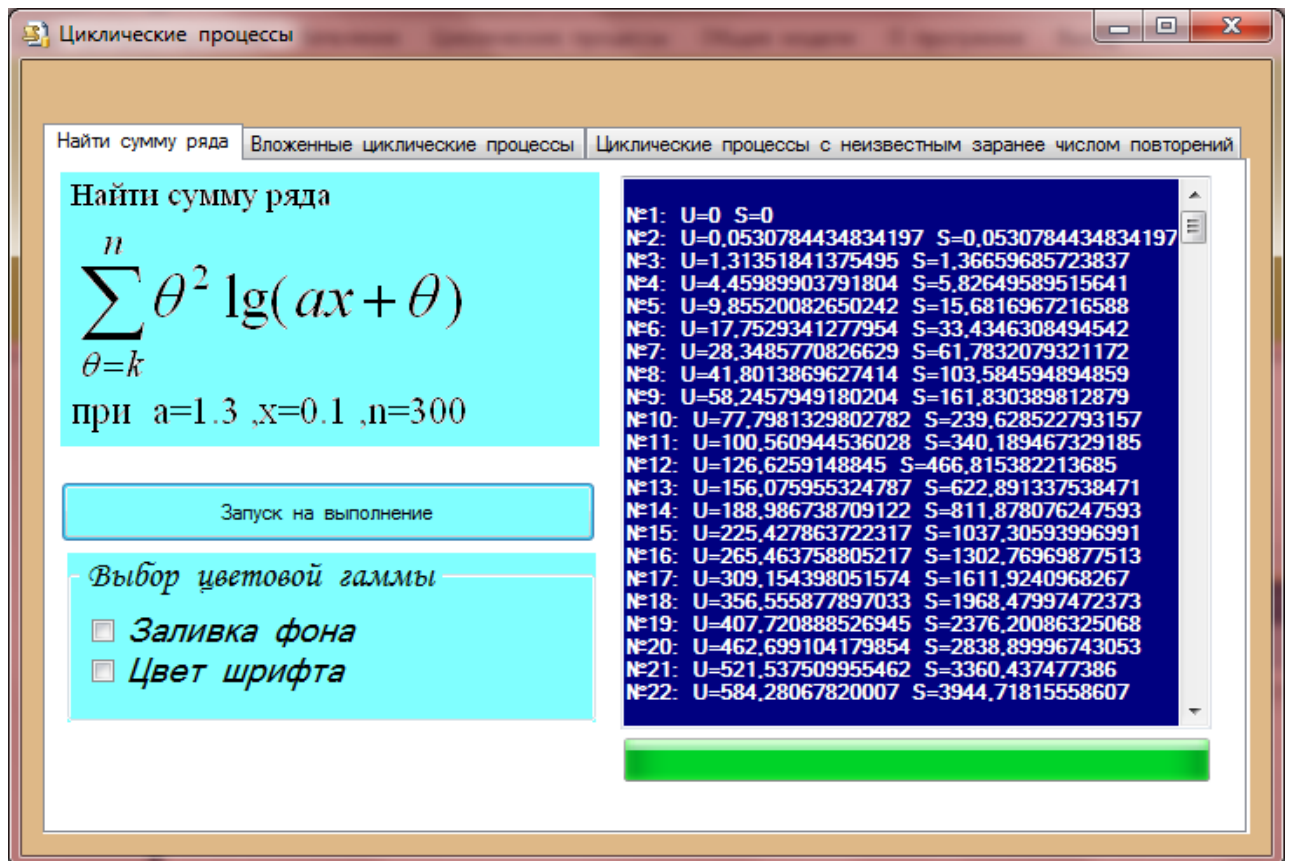 Циклические процессы
Найти сумму ряда
Вложенные циклические процессы
Циклические процессы с неизвестным заранее числом повторений
Найти сумму ряда
n
∑ θ² lg(ax + θ)
θ=k
при a=1.3 ,x=0.1 ,n=300
Запуск на выполнение
Выбор цветовой гаммы
Заливка фона
Цвет шрифта
№1: U=0 S=0
№2: U=0,0530784434834197 S=0,0530784434834197
№3: U=1,31351841375495 S=1,36659685723837
№4: U=4,45989903791804 S=5,82649589515641
№5: U=9,85520082650242 S=15,6816967216588
№6: U=17,7529341277954 S=33,4346308494542
№7: U=28,3485770826629 S=61,7832079321172
№8: U=41,8013869627414 S=103,584594894859
№9: U=58,2457949180204 S=161,830389812879
№10: U=77,7981329802782 S=239,628522793157
№11: U=100,560944536028 S=340,189467329185
№12: U=126,6259148845 S=466,815382213685
№13: U=156,075955324787 S=622,891337538471
№14: U=188,986738709122 S=811,878076247593
№15: U=225,427863722317 S=1037,30593996991
№16: U=265,463758805217 S=1302,76969877513
№17: U=309,154398051574 S=1611,9240968267
№18: U=356,555877897033 S=1968,47997472373
№19: U=407,720888526945 S=2376,20086325068
№20: U=462,699104179854 S=2838,89996743053
№21: U=521,537509955462 S=3360,437477386
№22: U=584,28067820007 S=3944,71815558607